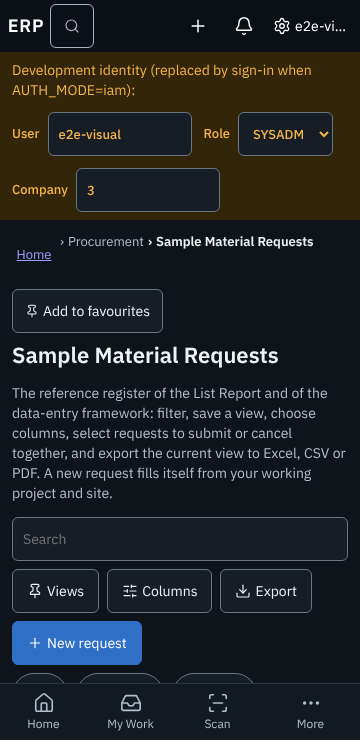 ERP e2e-vi...
Development identity (replaced by sign-in when
AUTH_MODE=iam):
User e2e-visual Role SYSADM
Company 3
Home › Procurement › Sample Material Requests
Add to favourites
Sample Material Requests
The reference register of the List Report and of the
data-entry framework: filter, save a view, choose
columns, select requests to submit or cancel
together, and export the current view to Excel, CSV or
PDF. A new request fills itself from your working
project and site.
Search
Views Columns Export
New request
Home My Work Scan More